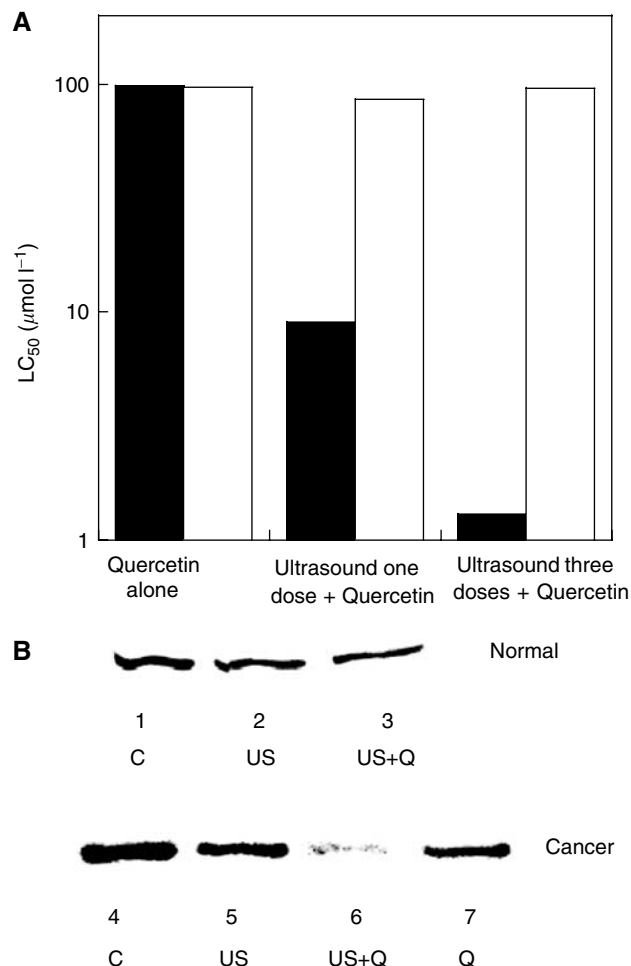 A
LC50 (μmol l−1)
100
10
1
Quercetin alone
Ultrasound one dose + Quercetin
Ultrasound three doses + Quercetin
B
Normal
1 2 3
C US US+Q
Cancer
4 5 6 7
C US US+Q Q